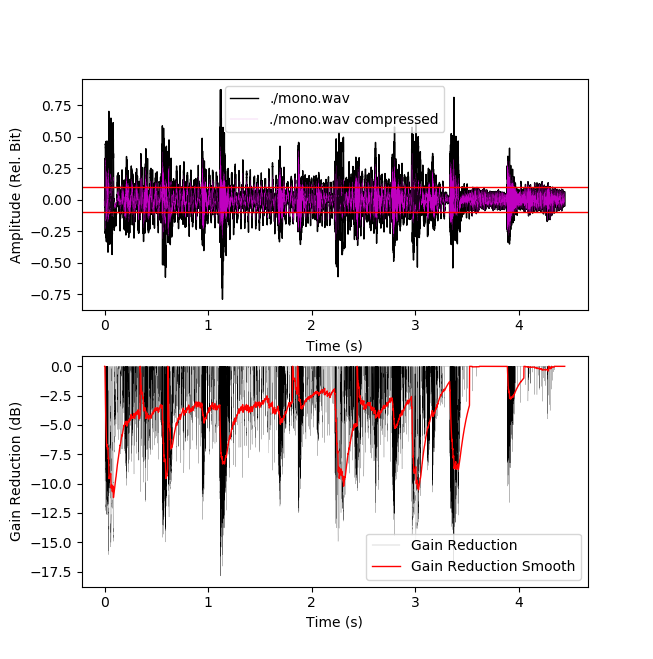 ./mono.wav
./mono.wav compressed
Amplitude (Rel. Bit)
0.75
0.50
0.25
0.00
−0.25
−0.50
−0.75
0 1 2 3 4
Time (s)
Gain Reduction (dB)
0.0
−2.5
−5.0
−7.5
−10.0
−12.5
−15.0
−17.5
Gain Reduction
Gain Reduction Smooth
0 1 2 3 4
Time (s)